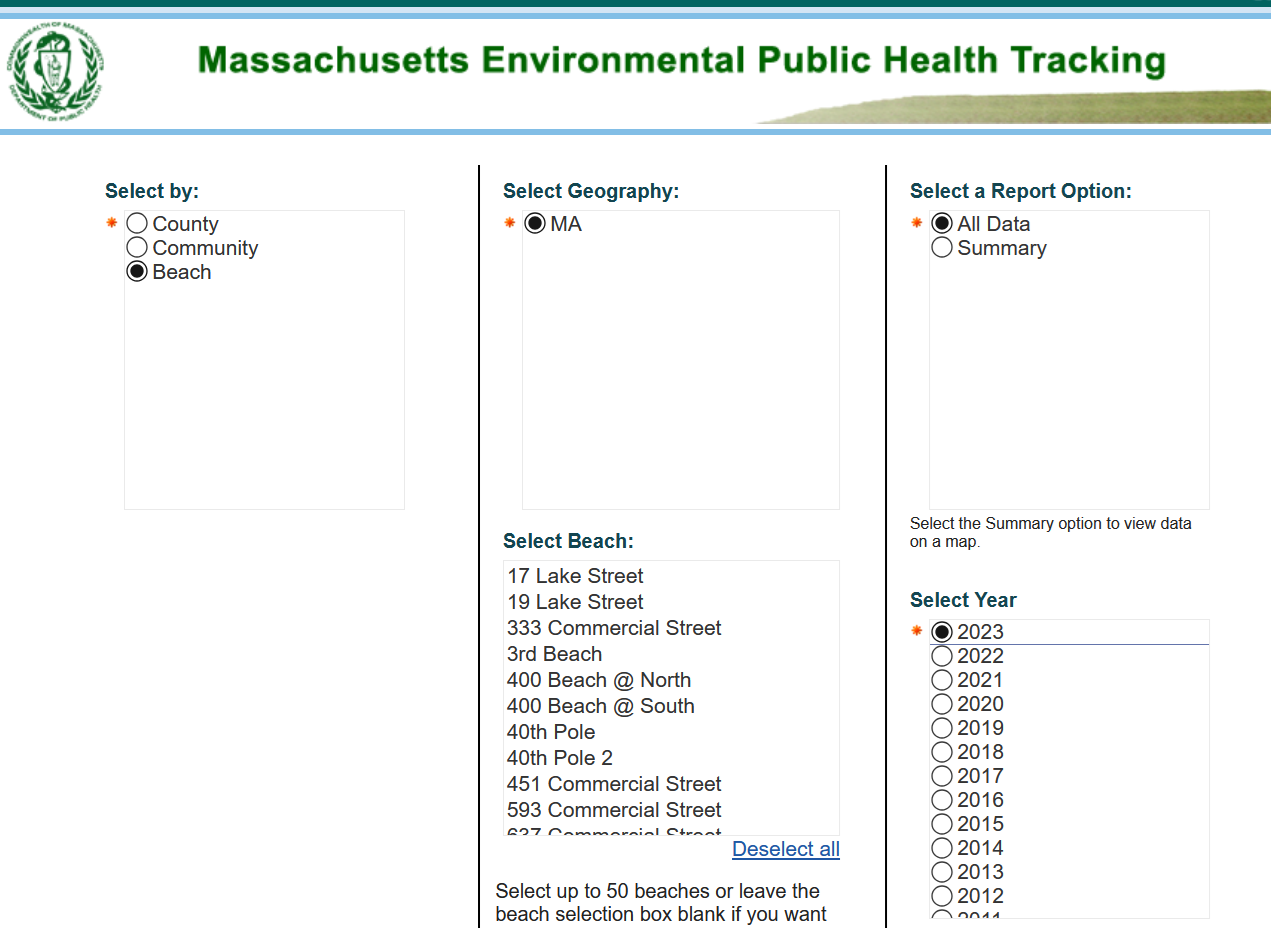 COMMONWEALTH OF MASSACHUSETTS
DEPARTMENT OF PUBLIC HEALTH
Massachusetts Environmental Public Health Tracking
Select by:
County
Community
Beach
Select Geography:
MA
Select Beach:
17 Lake Street
19 Lake Street
333 Commercial Street
3rd Beach
400 Beach @ North
400 Beach @ South
40th Pole
40th Pole 2
451 Commercial Street
593 Commercial Street
637 Commercial Street
Deselect all
Select up to 50 beaches or leave the
beach selection box blank if you want
Select a Report Option:
All Data
Summary
Select the Summary option to view data
on a map.
Select Year
2023
2022
2021
2020
2019
2018
2017
2016
2015
2014
2013
2012
2011